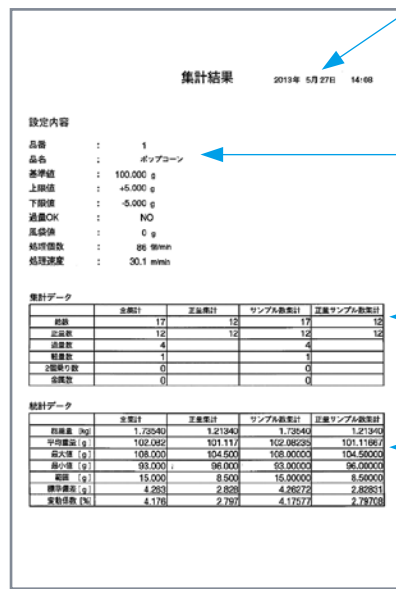 集計結果 2013年 5月27日 14:08
設定内容
品番 : 1
品名 : ポップコーン
基準値 : 100.000 g
上限値 : +5.000 g
下限値 : -5.000 g
過量OK : NO
風袋値 : 0 g
処理個数 : 86 個/min
処理速度 : 30.1 m/min
集計データ
全集計 正量集計 サンプル数集計 正量サンプル数集計
総数 17 12 17 12
正量数 12 12 12 12
過量数 4 4
軽量数 1 1
2個乗り数 0 0
金属数 0 0
統計データ
全集計 正量集計 サンプル数集計 正量サンプル数集計
総重量 [kg] 1.73540 1.21340 1.73540 1.21340
平均重量 [g] 102.082 101.117 102.08235 101.11667
最大値 [g] 108.000 104.500 108.00000 104.50000
最小値 [g] 93.000 96.000 93.00000 96.00000
範囲 [g] 15.000 8.500 15.00000 8.50000
標準偏差 [g] 4.263 2.828 4.26272 2.82831
変動係数 [%] 4.176 2.797 4.17577 2.79708